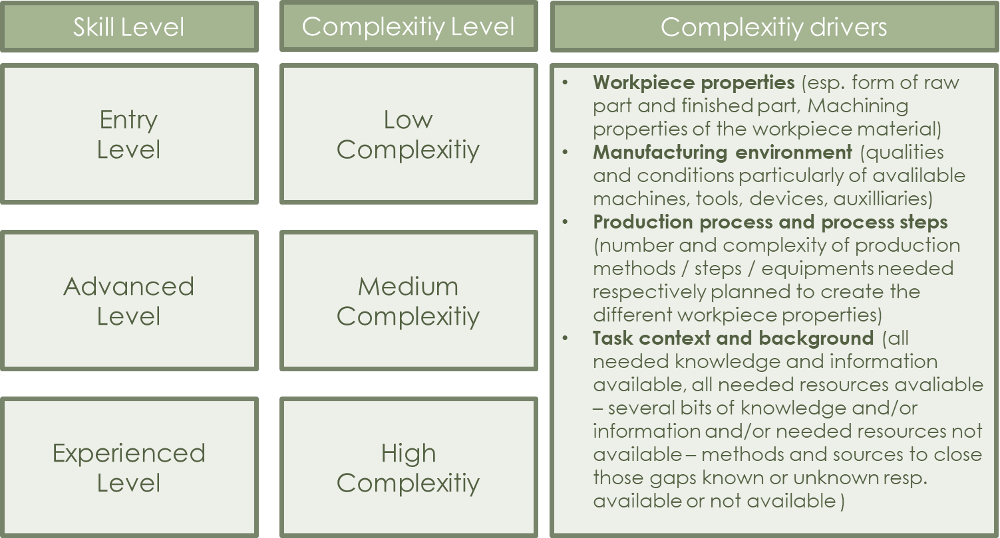 Skill Level
Complexitiy Level
Complexitiy drivers
Entry
Level
Low
Complexitiy
Advanced
Level
Medium
Complexitiy
Experienced
Level
High
Complexitiy
• Workpiece properties (esp. form of raw
part and finished part, Machining
properties of the workpiece material)
• Manufacturing environment (qualities
and conditions particularly of avalilable
machines, tools, devices, auxilliaries)
• Production process and process steps
(number and complexity of production
methods / steps / equipments needed
respectively planned to create the
different workpiece properties)
• Task context and background (all
needed knowledge and information
available, all needed resources avaliable
– several bits of knowledge and/or
information and/or needed resources not
available – methods and sources to close
those gaps known or unknown resp.
available or not available )